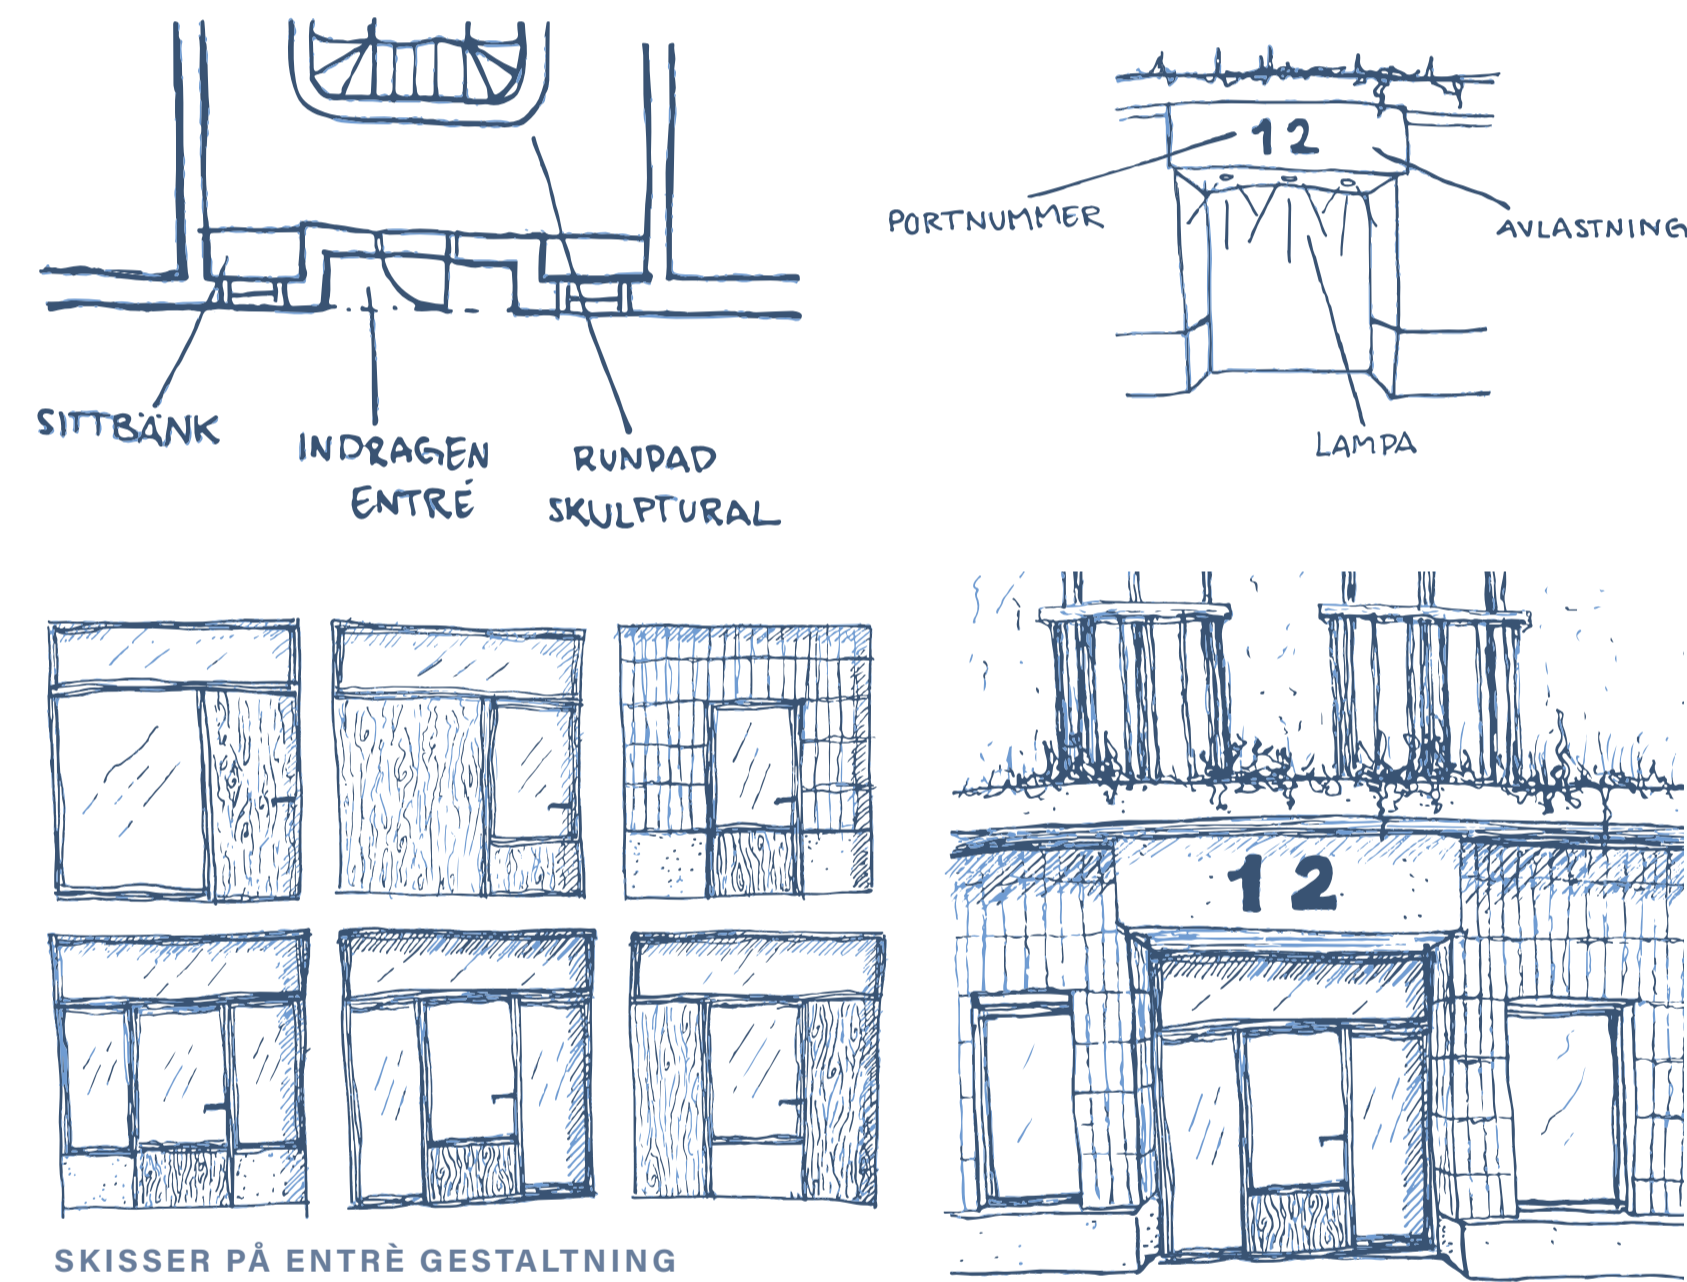 12
PORTNUMMER
AVLASTNING
LAMPA
SITTBÄNK
INDRAGEN
ENTRÉ
RUNDAD
SKULPTURAL
12
SKISSER PÅ ENTRÈ GESTALTNING